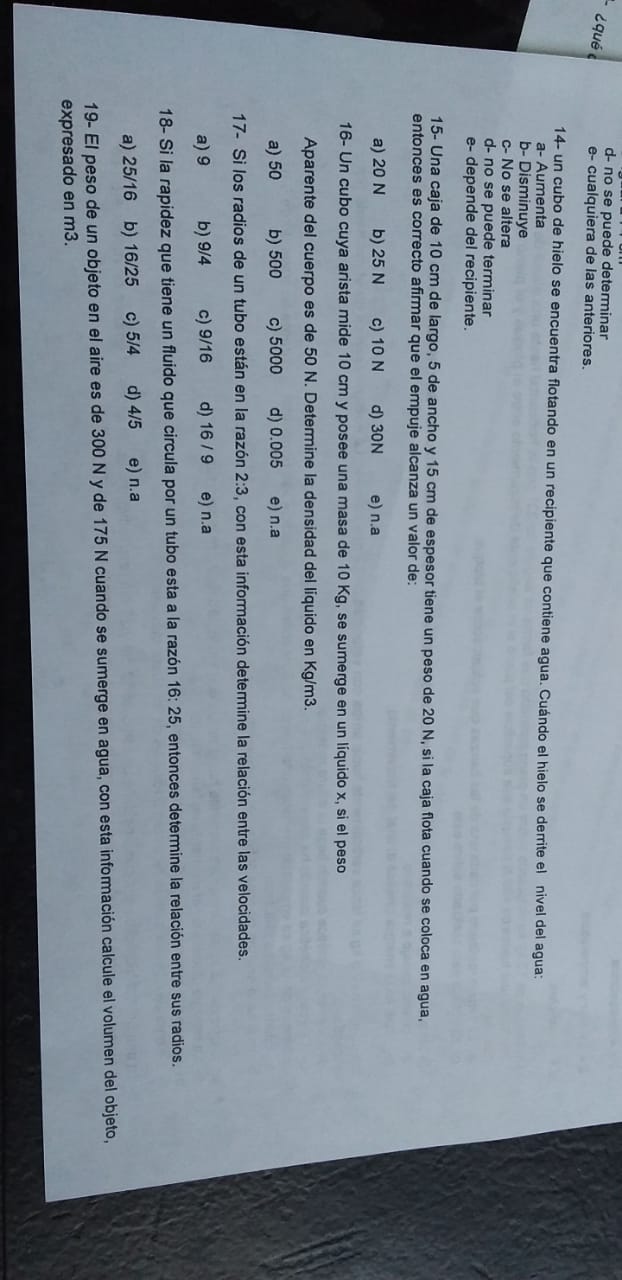 ¿qué
d- no se puede determinar
e- cualquiera de las anteriores.
14- un cubo de hielo se encuentra flotando en un recipiente que contiene agua. Cuándo el hielo se derrite el nivel del agua:
a- Aumenta
b- Disminuye
c- No se altera
d- no se puede terminar
e- depende del recipiente.
15- Una caja de 10 cm de largo, 5 de ancho y 15 cm de espesor tiene un peso de 20 N, si la caja flota cuando se coloca en agua,
entonces es correcto afirmar que el empuje alcanza un valor de:
a) 20 N b) 25 N c) 10 N d) 30N e) n.a
16- Un cubo cuya arista mide 10 cm y posee una masa de 10 Kg, se sumerge en un líquido x, si el peso
Aparente del cuerpo es de 50 N. Determine la densidad del líquido en Kg/m3.
a) 50 b) 500 c) 5000 d) 0.005 e) n.a
17- Si los radios de un tubo están en la razón 2:3, con esta información determine la relación entre las velocidades.
a) 9 b) 9/4 c) 9/16 d) 16 / 9 e) n.a
18- Si la rapidez que tiene un fluido que circula por un tubo esta a la razón 16: 25, entonces determine la relación entre sus radios.
a) 25/16 b) 16/25 c) 5/4 d) 4/5 e) n.a
19- El peso de un objeto en el aire es de 300 N y de 175 N cuando se sumerge en agua, con esta información calcule el volumen del objeto,
expresado en m3.